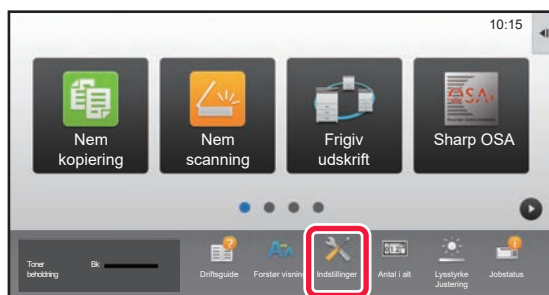 10:15
Nem
kopiering
Nem
scanning
Frigiv
udskrift
OSA
Sharp OSA
Toner
beholdning
Bk
Driftsguide
Forstør visning
Indstillinger
Antal i alt
Lysstyrke
Justering
Jobstatus